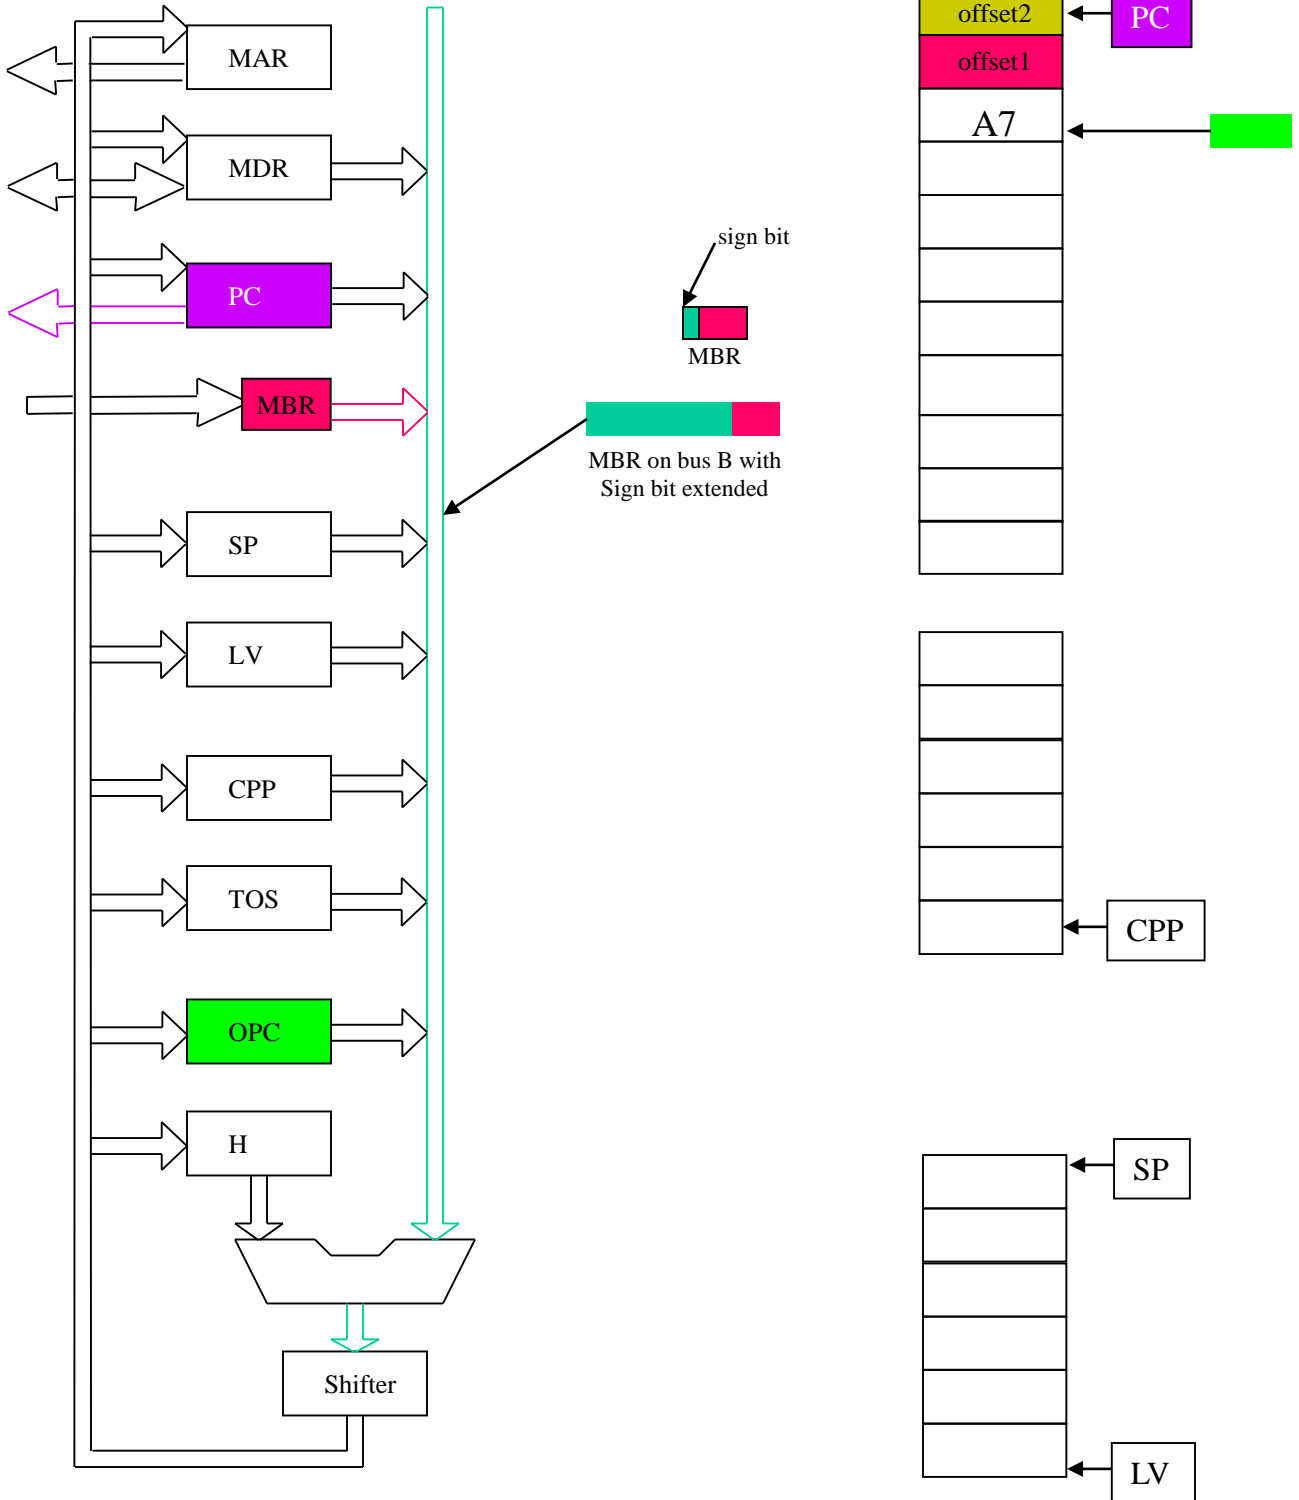 MAR
MDR
PC
MBR
SP
LV
CPP
TOS
OPC
H
Shifter
sign bit
MBR
MBR on bus B with
Sign bit extended
offset2
PC
offset1
A7
CPP
SP
LV